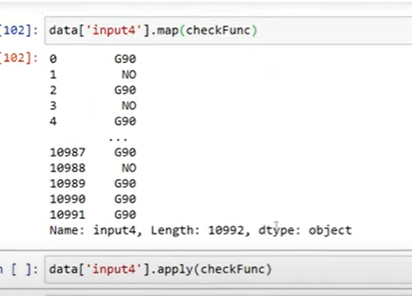 [102]: data['input4'].map(checkFunc)
[102]: 0 G90
1 NO
2 G90
3 NO
4 G90
...
10987 G90
10988 NO
10989 G90
10990 G90
10991 G90
Name: input4, Length: 10992, dtype: object
n [ ]: data['input4'].apply(checkFunc)